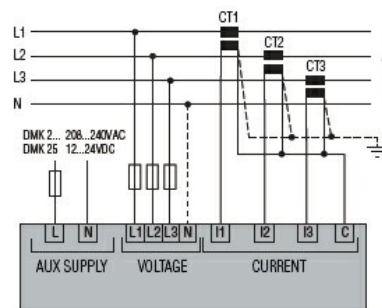 CT1
L1
CT2
L2
CT3
L3
N
DMK 2... 208...240VAC
DMK 25 12...24VDC
L N L1 L2 L3 N I1 I2 I3 C
AUX SUPPLY VOLTAGE CURRENT